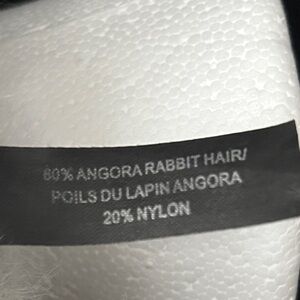 80% ANGORA RABBIT HAIR/
POILS DU LAPIN ANGORA
20% NYLON